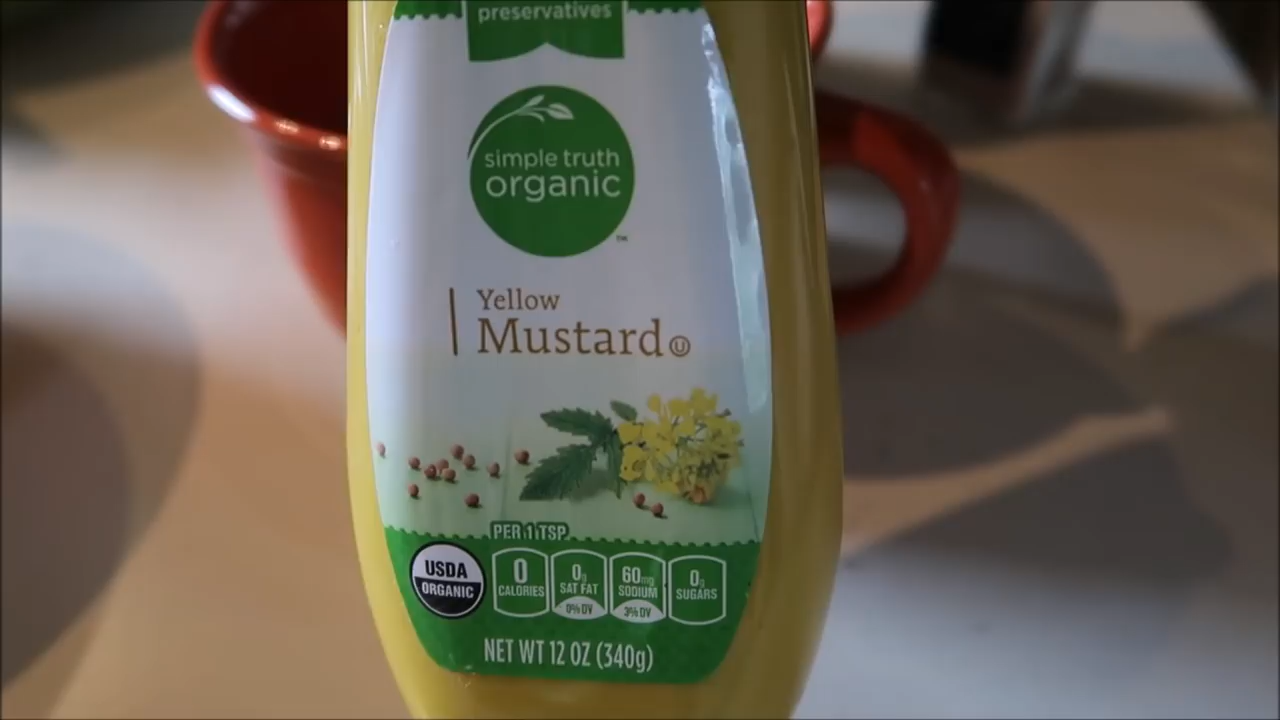 preservatives
simple truth
organic
™
Yellow
Mustard Ⓤ
PER 1 TSP
USDA
ORGANIC
0
CALORIES
0g
SAT FAT
0% DV
60mg
SODIUM
3% DV
0g
SUGARS
NET WT 12 OZ (340g)